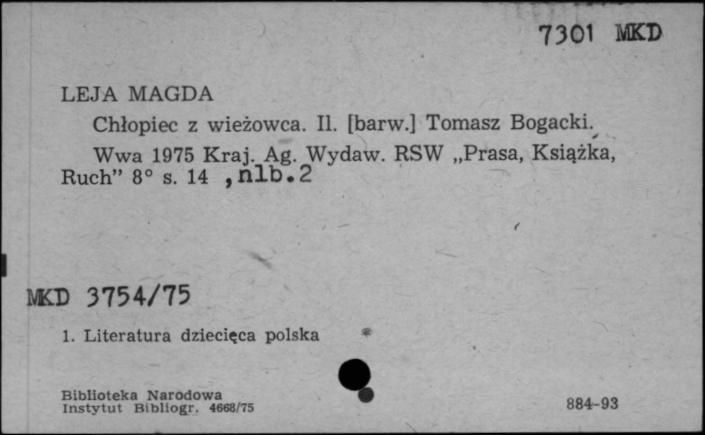 7301 MKD
LEJA MAGDA
Chłopiec z wieżowca. Il. [barw.] Tomasz Bogacki.
Wwa 1975 Kraj. Ag. Wydaw. RSW „Prasa, Książka,
Ruch” 8° s. 14 , nlb. 2
MKD 3754/75
1. Literatura dziecięca polska
Biblioteka Narodowa
Instytut Bibliogr. 4668/75
884-93